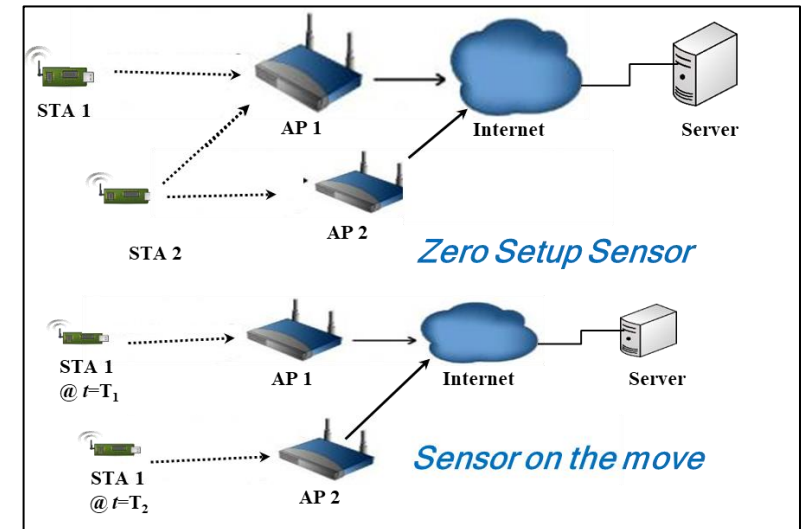 STA 1
AP 1
Internet
Server
STA 2
AP 2
Zero Setup Sensor
STA 1
@ t=T₁
AP 1
Internet
Server
STA 1
@ t=T₂
AP 2
Sensor on the move